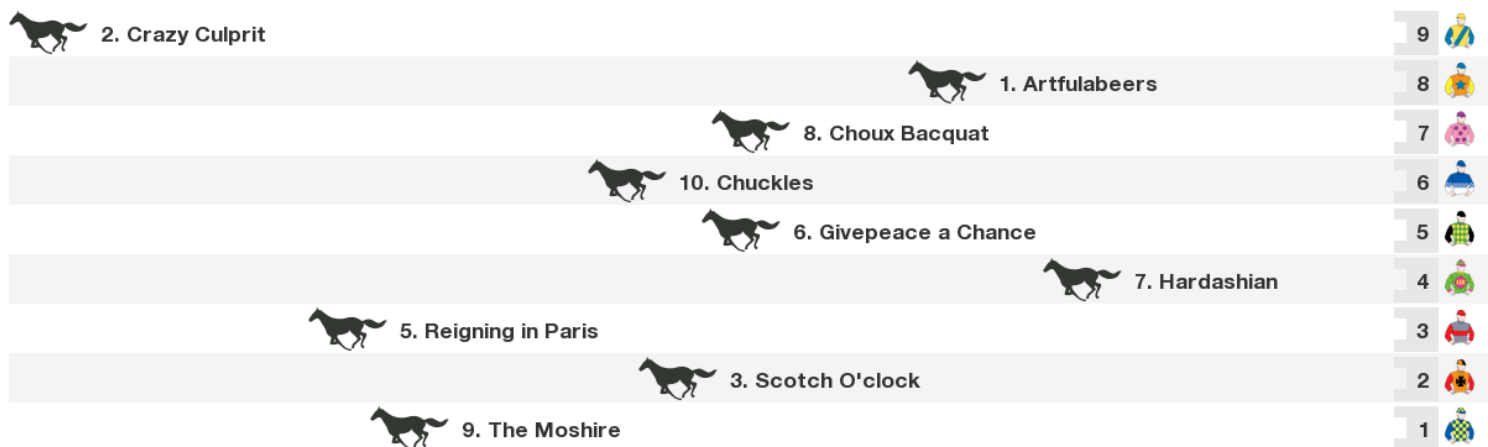 2. Crazy Culprit 9
1. Artfulabeers 8
8. Choux Bacquat 7
10. Chuckles 6
6. Givepeace a Chance 5
7. Hardashian 4
5. Reigning in Paris 3
3. Scotch O'clock 2
9. The Moshire 1